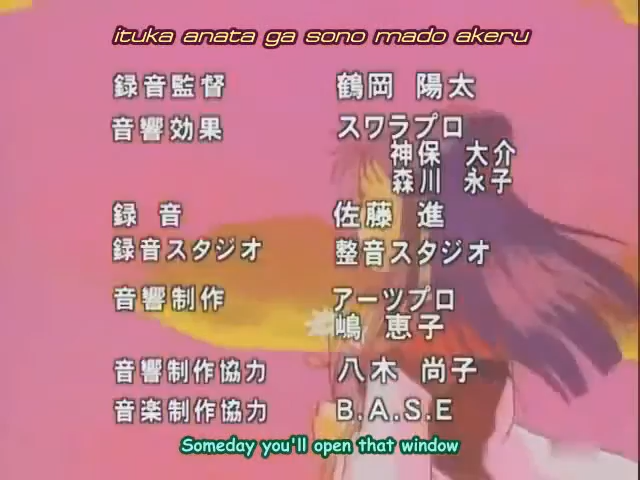 ituka anata ga sono mado akeru
録音監督 鶴岡 陽太
音響効果 スワラプロ
神保 大介
森川 永子
録 音 佐藤 進
録音スタジオ 整音スタジオ
音響制作 アーツプロ
嶋 恵子
音響制作協力 八木 尚子
音楽制作協力 B.A.S.E
Someday you'll open that window